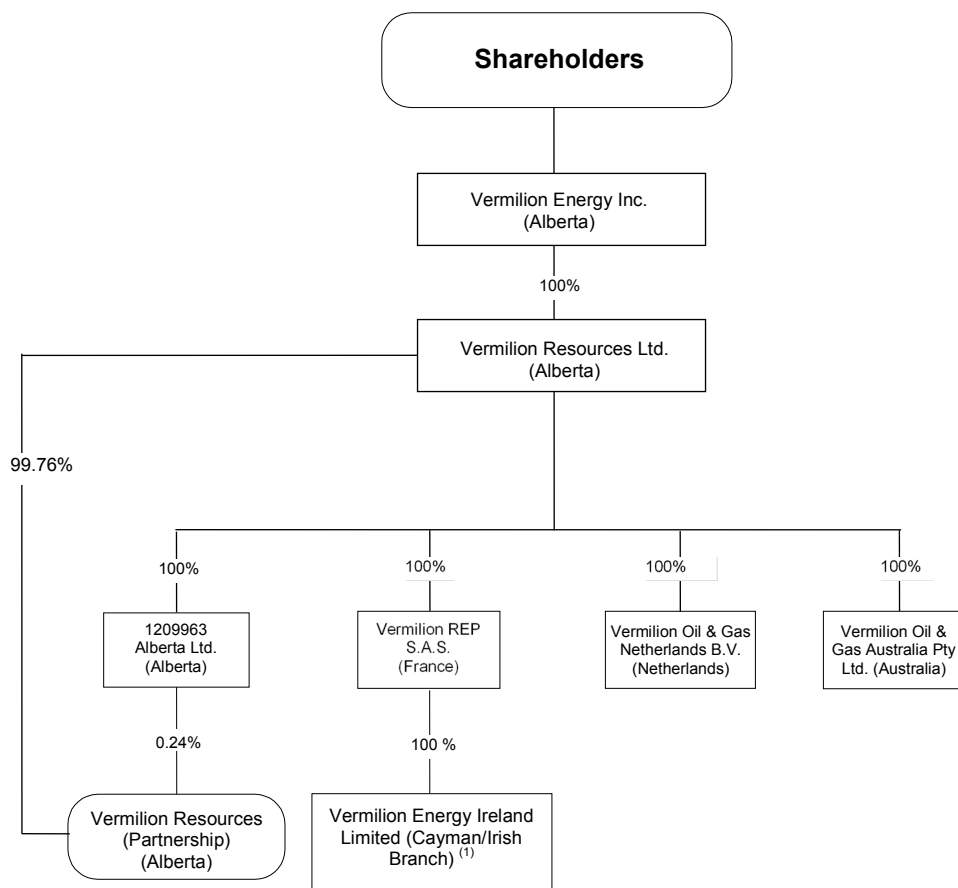 Shareholders
Vermilion Energy Inc.
(Alberta)
100%
Vermilion Resources Ltd.
(Alberta)
99.76%
100%
100%
100%
100%
1209963
Alberta Ltd.
(Alberta)
Vermilion REP
S.A.S.
(France)
Vermilion Oil & Gas
Netherlands B.V.
(Netherlands)
Vermilion Oil &
Gas Australia Pty
Ltd. (Australia)
0.24%
100 %
Vermilion Resources
(Partnership)
(Alberta)
Vermilion Energy Ireland
Limited (Cayman/Irish
Branch) (1)